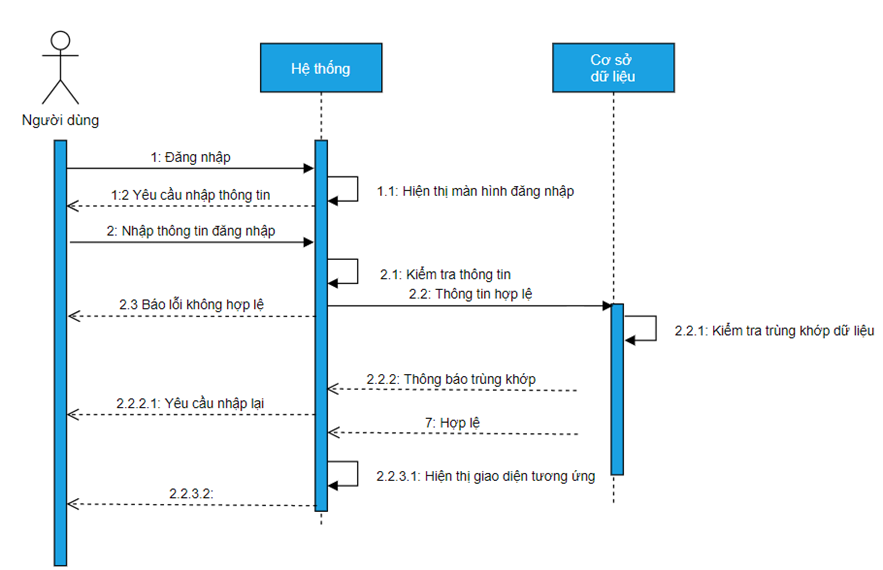 Người dùng
Hệ thống
Cơ sở
dữ liệu
1: Đăng nhập
1.1: Hiện thị màn hình đăng nhập
1:2 Yêu cầu nhập thông tin
2: Nhập thông tin đăng nhập
2.1: Kiểm tra thông tin
2.2: Thông tin hợp lệ
2.3 Báo lỗi không hợp lệ
2.2.1: Kiểm tra trùng khớp dữ liệu
2.2.2: Thông báo trùng khớp
2.2.2.1: Yêu cầu nhập lại
7: Hợp lệ
2.2.3.1: Hiện thị giao diện tương ứng
2.2.3.2: